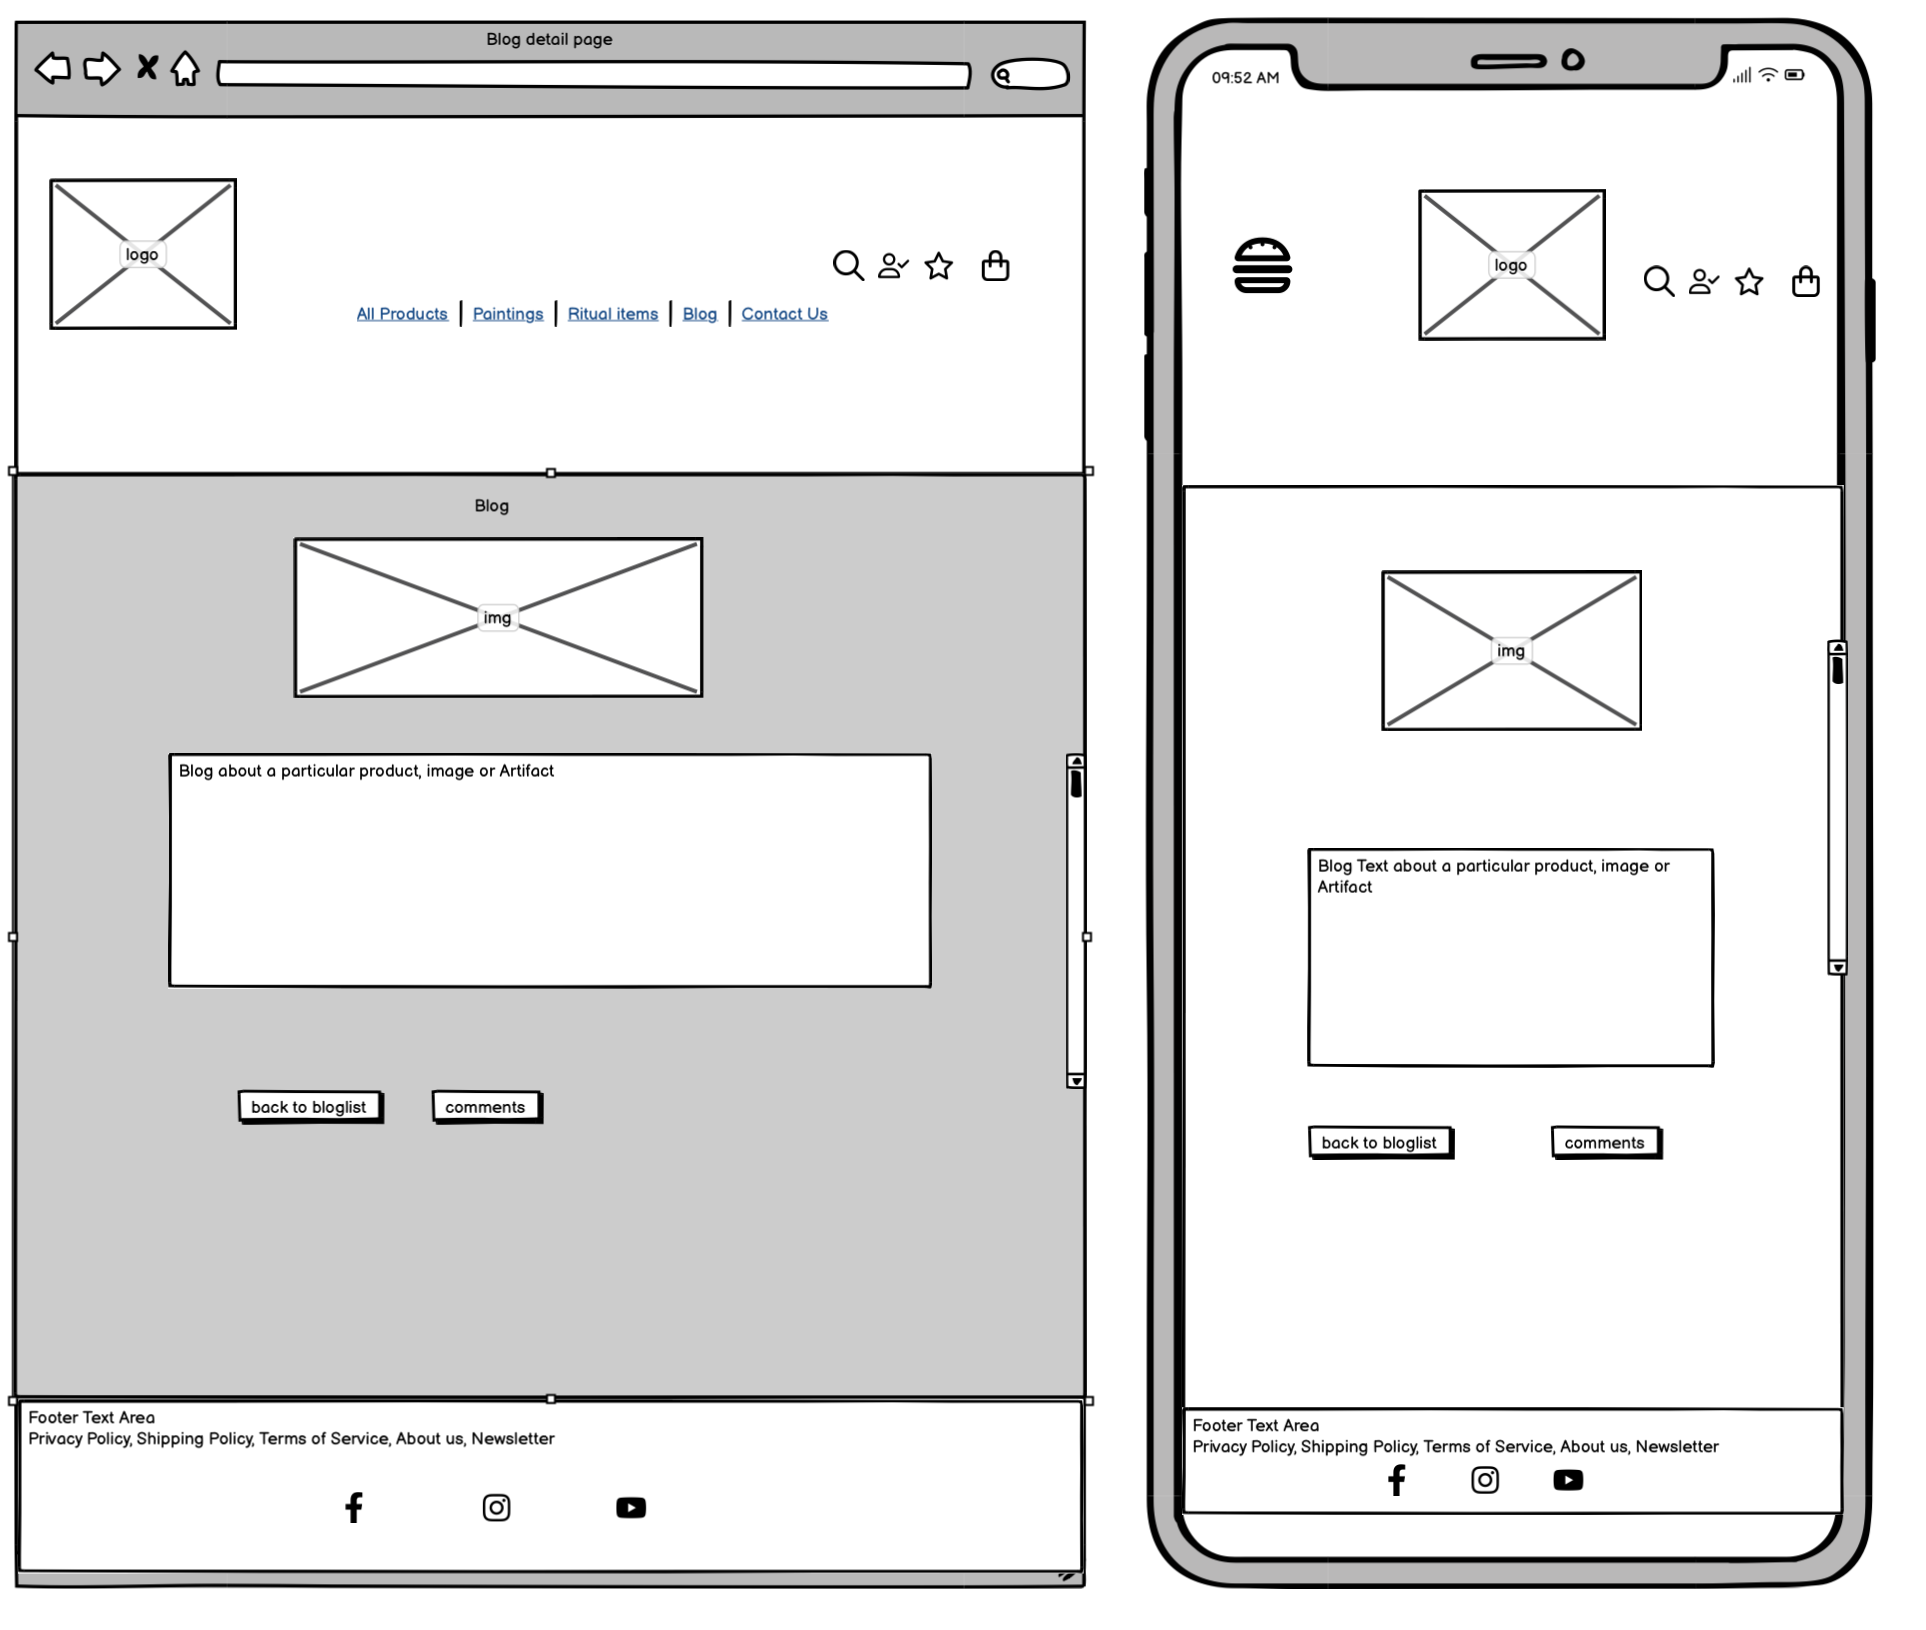 Blog detail page
logo
All Products | Paintings | Ritual items | Blog | Contact Us
Blog
img
Blog about a particular product, image or Artifact
back to bloglist
comments
Footer Text Area
Privacy Policy, Shipping Policy, Terms of Service, About us, Newsletter
09:52 AM
logo
img
Blog Text about a particular product, image or
Artifact
back to bloglist
comments
Footer Text Area
Privacy Policy, Shipping Policy, Terms of Service, About us, Newsletter